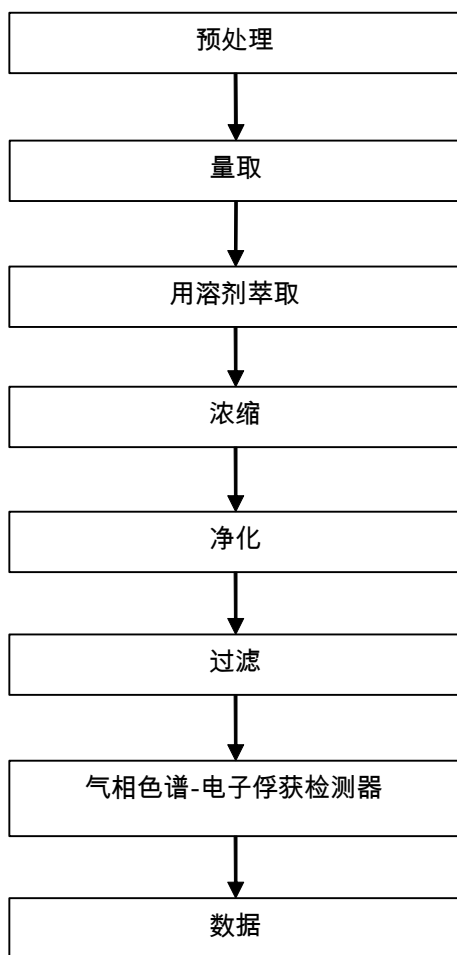 预处理
量取
用溶剂萃取
浓缩
净化
过滤
气相色谱-电子俘获检测器
数据